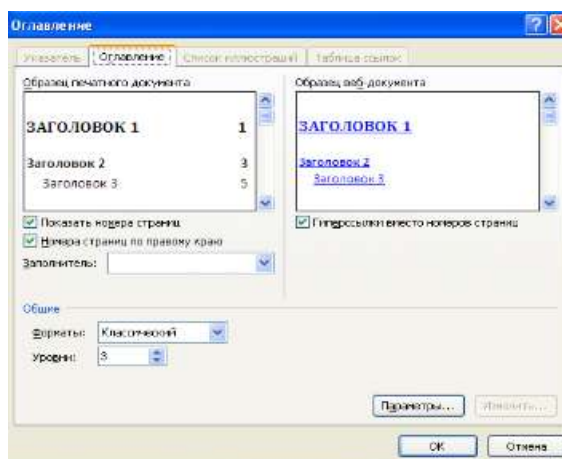 Оглавление
Указатель Оглавление Список иллюстраций Таблица ссылок
Образец печатного документа
ЗАГОЛОВОК 1 1
Заголовок 2 3
Заголовок 3 5
Образец веб-документа
ЗАГОЛОВОК 1
Заголовок 2
Заголовок 3
Показать номера страниц
Номера страниц по правому краю
Заполнитель:
Гиперссылки вместо номеров страниц
Общие
Форматы: Классический
Уровни: 3
Параметры... Изменить...
ОК Отмена